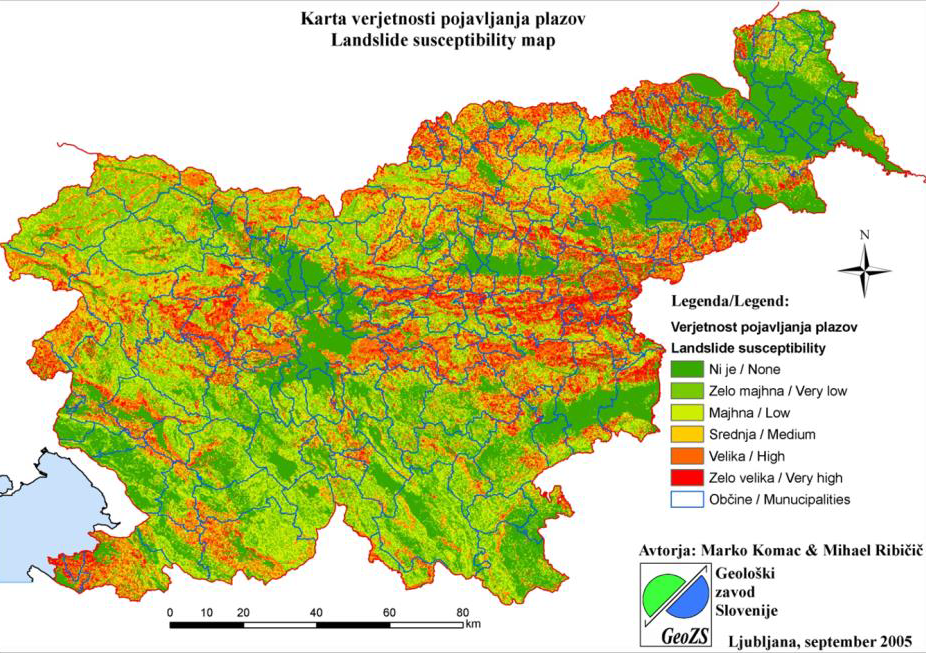 Karta verjetnosti pojavljanja plazov
Landslide susceptibility map
N
Legenda/Legend:
Verjetnost pojavljanja plazov
Landslide susceptibility
Ni je / None
Zelo majhna / Very low
Majhna / Low
Srednja / Medium
Velika / High
Zelo velika / Very high
Občine / Munucipalities
Avtorja: Marko Komac & Mihael Ribičič
Geološki
zavod
Slovenije
GeoZS
Ljubljana, september 2005
0 10 20 40 60 80
km